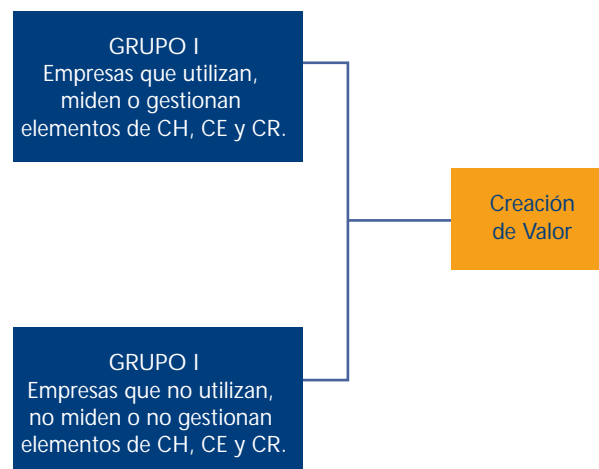 GRUPO I
Empresas que utilizan,
miden o gestionan
elementos de CH, CE y CR.
Creación
de Valor
GRUPO I
Empresas que no utilizan,
no miden o no gestionan
elementos de CH, CE y CR.